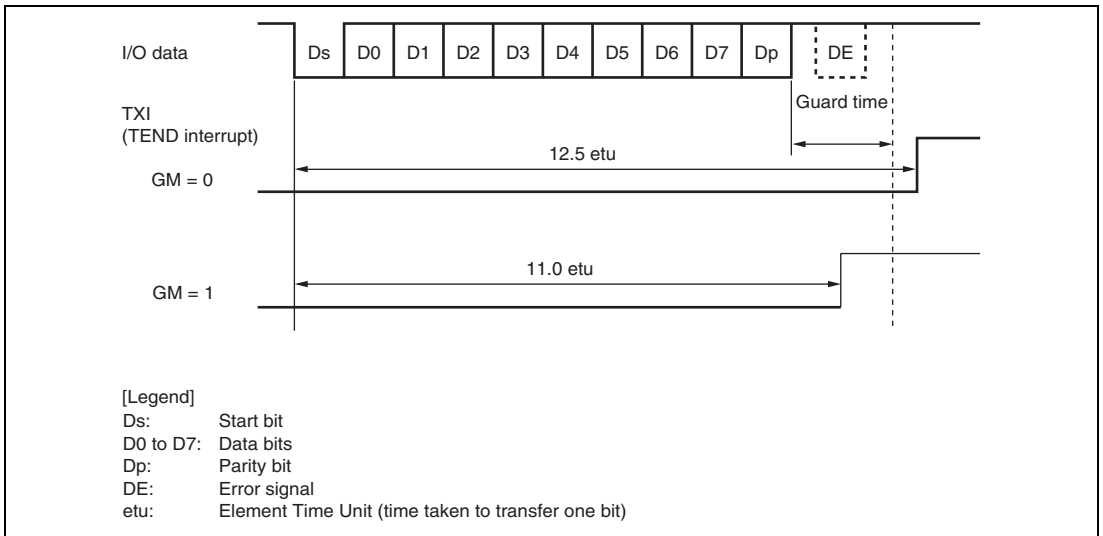 I/O data
Ds D0 D1 D2 D3 D4 D5 D6 D7 Dp DE
Guard time
TXI
(TEND interrupt)
12.5 etu
GM = 0
11.0 etu
GM = 1
[Legend]
Ds: Start bit
D0 to D7: Data bits
Dp: Parity bit
DE: Error signal
etu: Element Time Unit (time taken to transfer one bit)